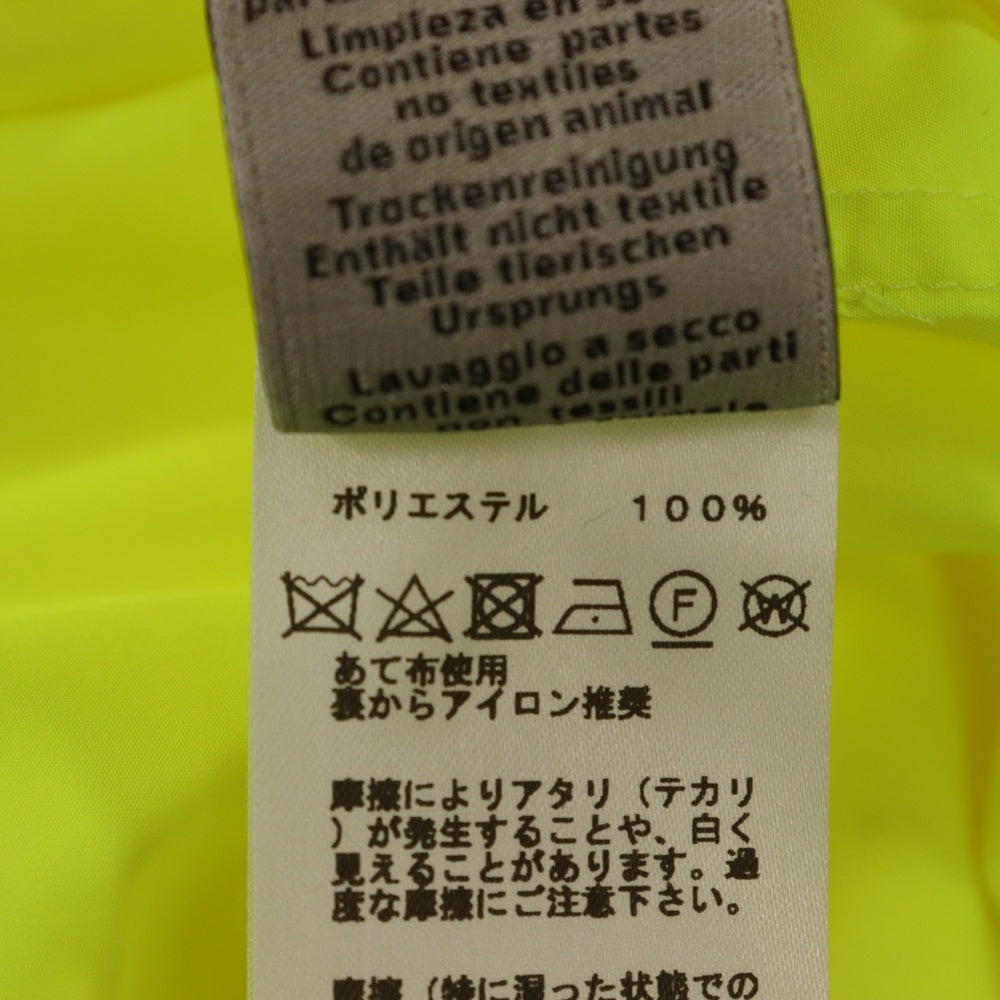 Limpieza en
Contiene partes
no textiles
de origen animal
Trockenreinigung
Enthält nicht textile
Teile tierischen
Ursprungs
Lavaggio a secco
Contiene delle parti
non tessili
ポリエステル 100%
F W
あて布使用
裏からアイロン推奨
摩擦によりアタリ（テカリ
）が発生することや、白く
見えることがあります。過
度な摩擦にご注意下さい。
摩擦（特に湿った状態での